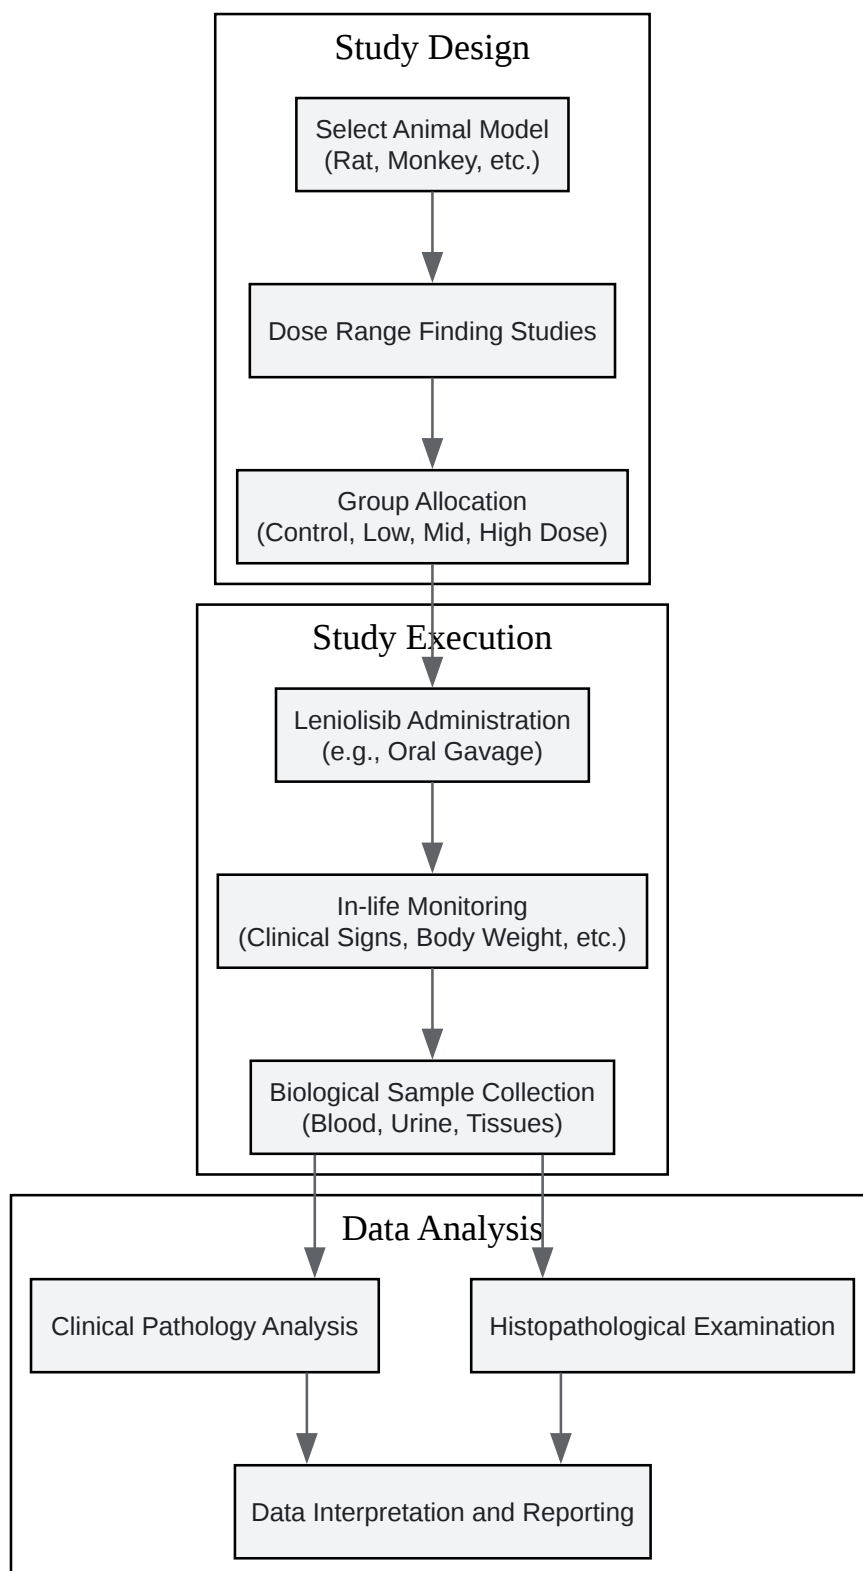 Study Design
Select Animal Model
(Rat, Monkey, etc.)
Dose Range Finding Studies
Group Allocation
(Control, Low, Mid, High Dose)
Study Execution
Leniolisib Administration
(e.g., Oral Gavage)
In-life Monitoring
(Clinical Signs, Body Weight, etc.)
Biological Sample Collection
(Blood, Urine, Tissues)
Data Analysis
Clinical Pathology Analysis
Histopathological Examination
Data Interpretation and Reporting